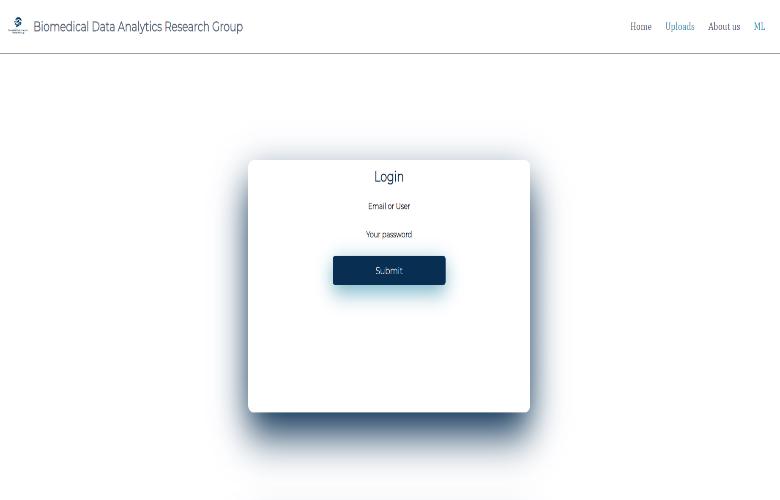 Biomedical Data Analytics Research Group
Home Uploads About us ML
Login
Email or User
Your password
Submit